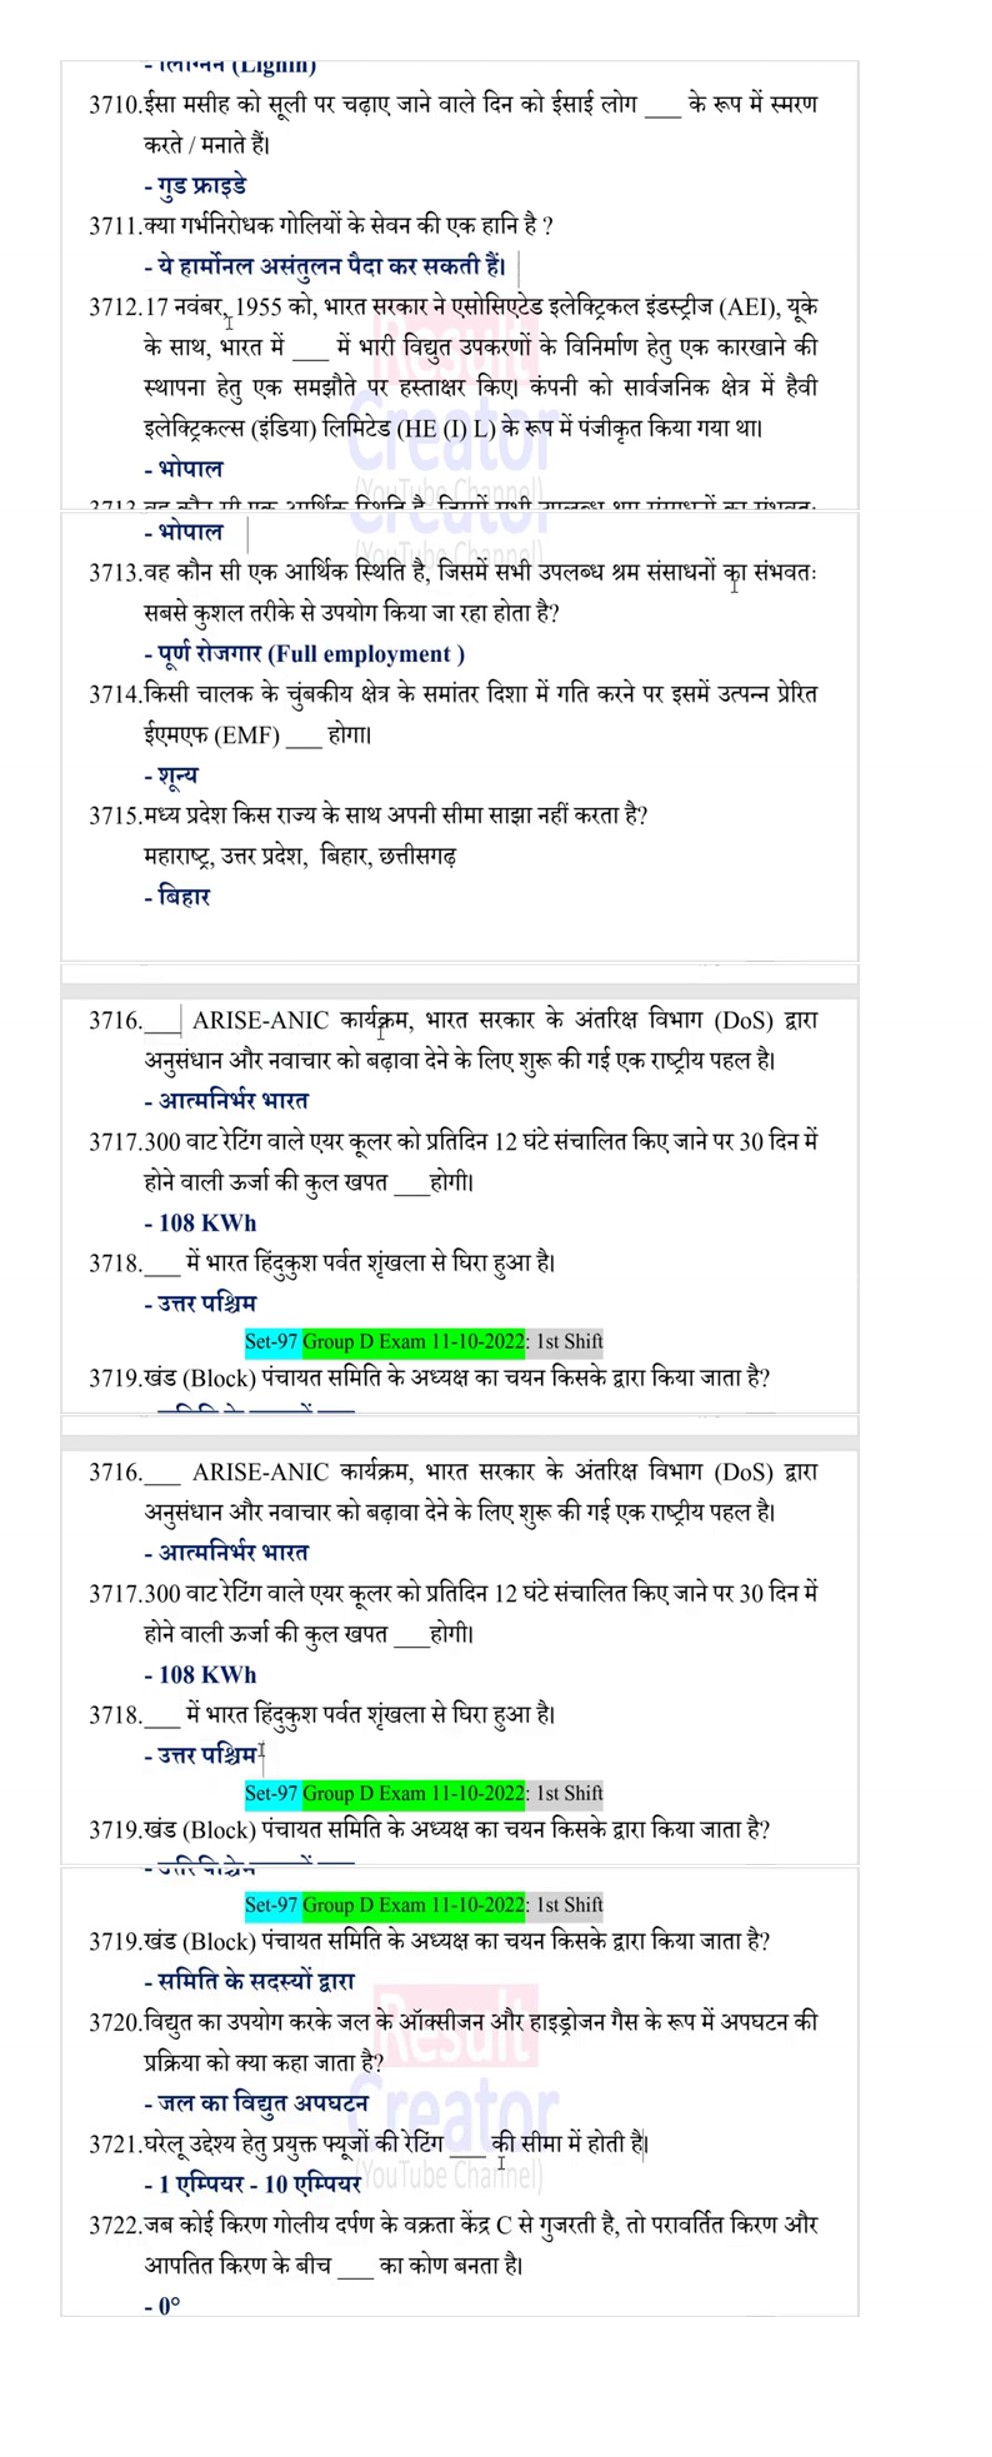 - लिग्निन (Lignin)
3710.ईसा मसीह को सूली पर चढ़ाए जाने वाले दिन को ईसाई लोग ___ के रूप में स्मरण
करते / मनाते हैं।
- गुड फ्राइडे
3711.क्या गर्भनिरोधक गोलियों के सेवन की एक हानि है ?
- ये हार्मोनल असंतुलन पैदा कर सकती हैं।
3712.17 नवंबर, 1955 को, भारत सरकार ने एसोसिएटेड इलेक्ट्रिकल इंडस्ट्रीज (AEI), यूके
के साथ, भारत में ___ में भारी विद्युत उपकरणों के विनिर्माण हेतु एक कारखाने की
स्थापना हेतु एक समझौते पर हस्ताक्षर किए। कंपनी को सार्वजनिक क्षेत्र में हैवी
इलेक्ट्रिकल्स (इंडिया) लिमिटेड (HE (I) L) के रूप में पंजीकृत किया गया था।
- भोपाल
Result
Creator
(YouTube Channel)
3713.वह कौन सी एक आर्थिक स्थिति है, जिसमें सभी उपलब्ध श्रम संसाधनों का संभवतः
- भोपाल
(YouTube Channel)
3713.वह कौन सी एक आर्थिक स्थिति है, जिसमें सभी उपलब्ध श्रम संसाधनों का संभवतः
सबसे कुशल तरीके से उपयोग किया जा रहा होता है?
- पूर्ण रोजगार (Full employment )
3714.किसी चालक के चुंबकीय क्षेत्र के समांतर दिशा में गति करने पर इसमें उत्पन्न प्रेरित
ईएमएफ (EMF) ___ होगा।
- शून्य
3715.मध्य प्रदेश किस राज्य के साथ अपनी सीमा साझा नहीं करता है?
महाराष्ट्र, उत्तर प्रदेश, बिहार, छत्तीसगढ़
- बिहार
3716.___ ARISE-ANIC कार्यक्रम, भारत सरकार के अंतरिक्ष विभाग (DoS) द्वारा
अनुसंधान और नवाचार को बढ़ावा देने के लिए शुरू की गई एक राष्ट्रीय पहल है।
- आत्मनिर्भर भारत
3717.300 वाट रेटिंग वाले एयर कूलर को प्रतिदिन 12 घंटे संचालित किए जाने पर 30 दिन में
होने वाली ऊर्जा की कुल खपत ___होगी।
- 108 KWh
3718.___ में भारत हिंदुकुश पर्वत शृंखला से घिरा हुआ है।
- उत्तर पश्चिम
Set-97 Group D Exam 11-10-2022: 1st Shift
3719.खंड (Block) पंचायत समिति के अध्यक्ष का चयन किसके द्वारा किया जाता है?
3716.___ ARISE-ANIC कार्यक्रम, भारत सरकार के अंतरिक्ष विभाग (DoS) द्वारा
अनुसंधान और नवाचार को बढ़ावा देने के लिए शुरू की गई एक राष्ट्रीय पहल है।
- आत्मनिर्भर भारत
3717.300 वाट रेटिंग वाले एयर कूलर को प्रतिदिन 12 घंटे संचालित किए जाने पर 30 दिन में
होने वाली ऊर्जा की कुल खपत ___होगी।
- 108 KWh
3718.___ में भारत हिंदुकुश पर्वत शृंखला से घिरा हुआ है।
- उत्तर पश्चिम
Set-97 Group D Exam 11-10-2022: 1st Shift
3719.खंड (Block) पंचायत समिति के अध्यक्ष का चयन किसके द्वारा किया जाता है?
Set-97 Group D Exam 11-10-2022: 1st Shift
3719.खंड (Block) पंचायत समिति के अध्यक्ष का चयन किसके द्वारा किया जाता है?
- समिति के सदस्यों द्वारा
3720.विद्युत का उपयोग करके जल के ऑक्सीजन और हाइड्रोजन गैस के रूप में अपघटन की
प्रक्रिया को क्या कहा जाता है?
- जल का विद्युत अपघटन
3721.घरेलू उद्देश्य हेतु प्रयुक्त फ्यूजों की रेटिंग ___ की सीमा में होती है।
- 1 एम्पियर - 10 एम्पियर
Result
Creator
(YouTube Channel)
3722.जब कोई किरण गोलीय दर्पण के वक्रता केंद्र C से गुजरती है, तो परावर्तित किरण और
आपतित किरण के बीच ___ का कोण बनता है।
- 0°